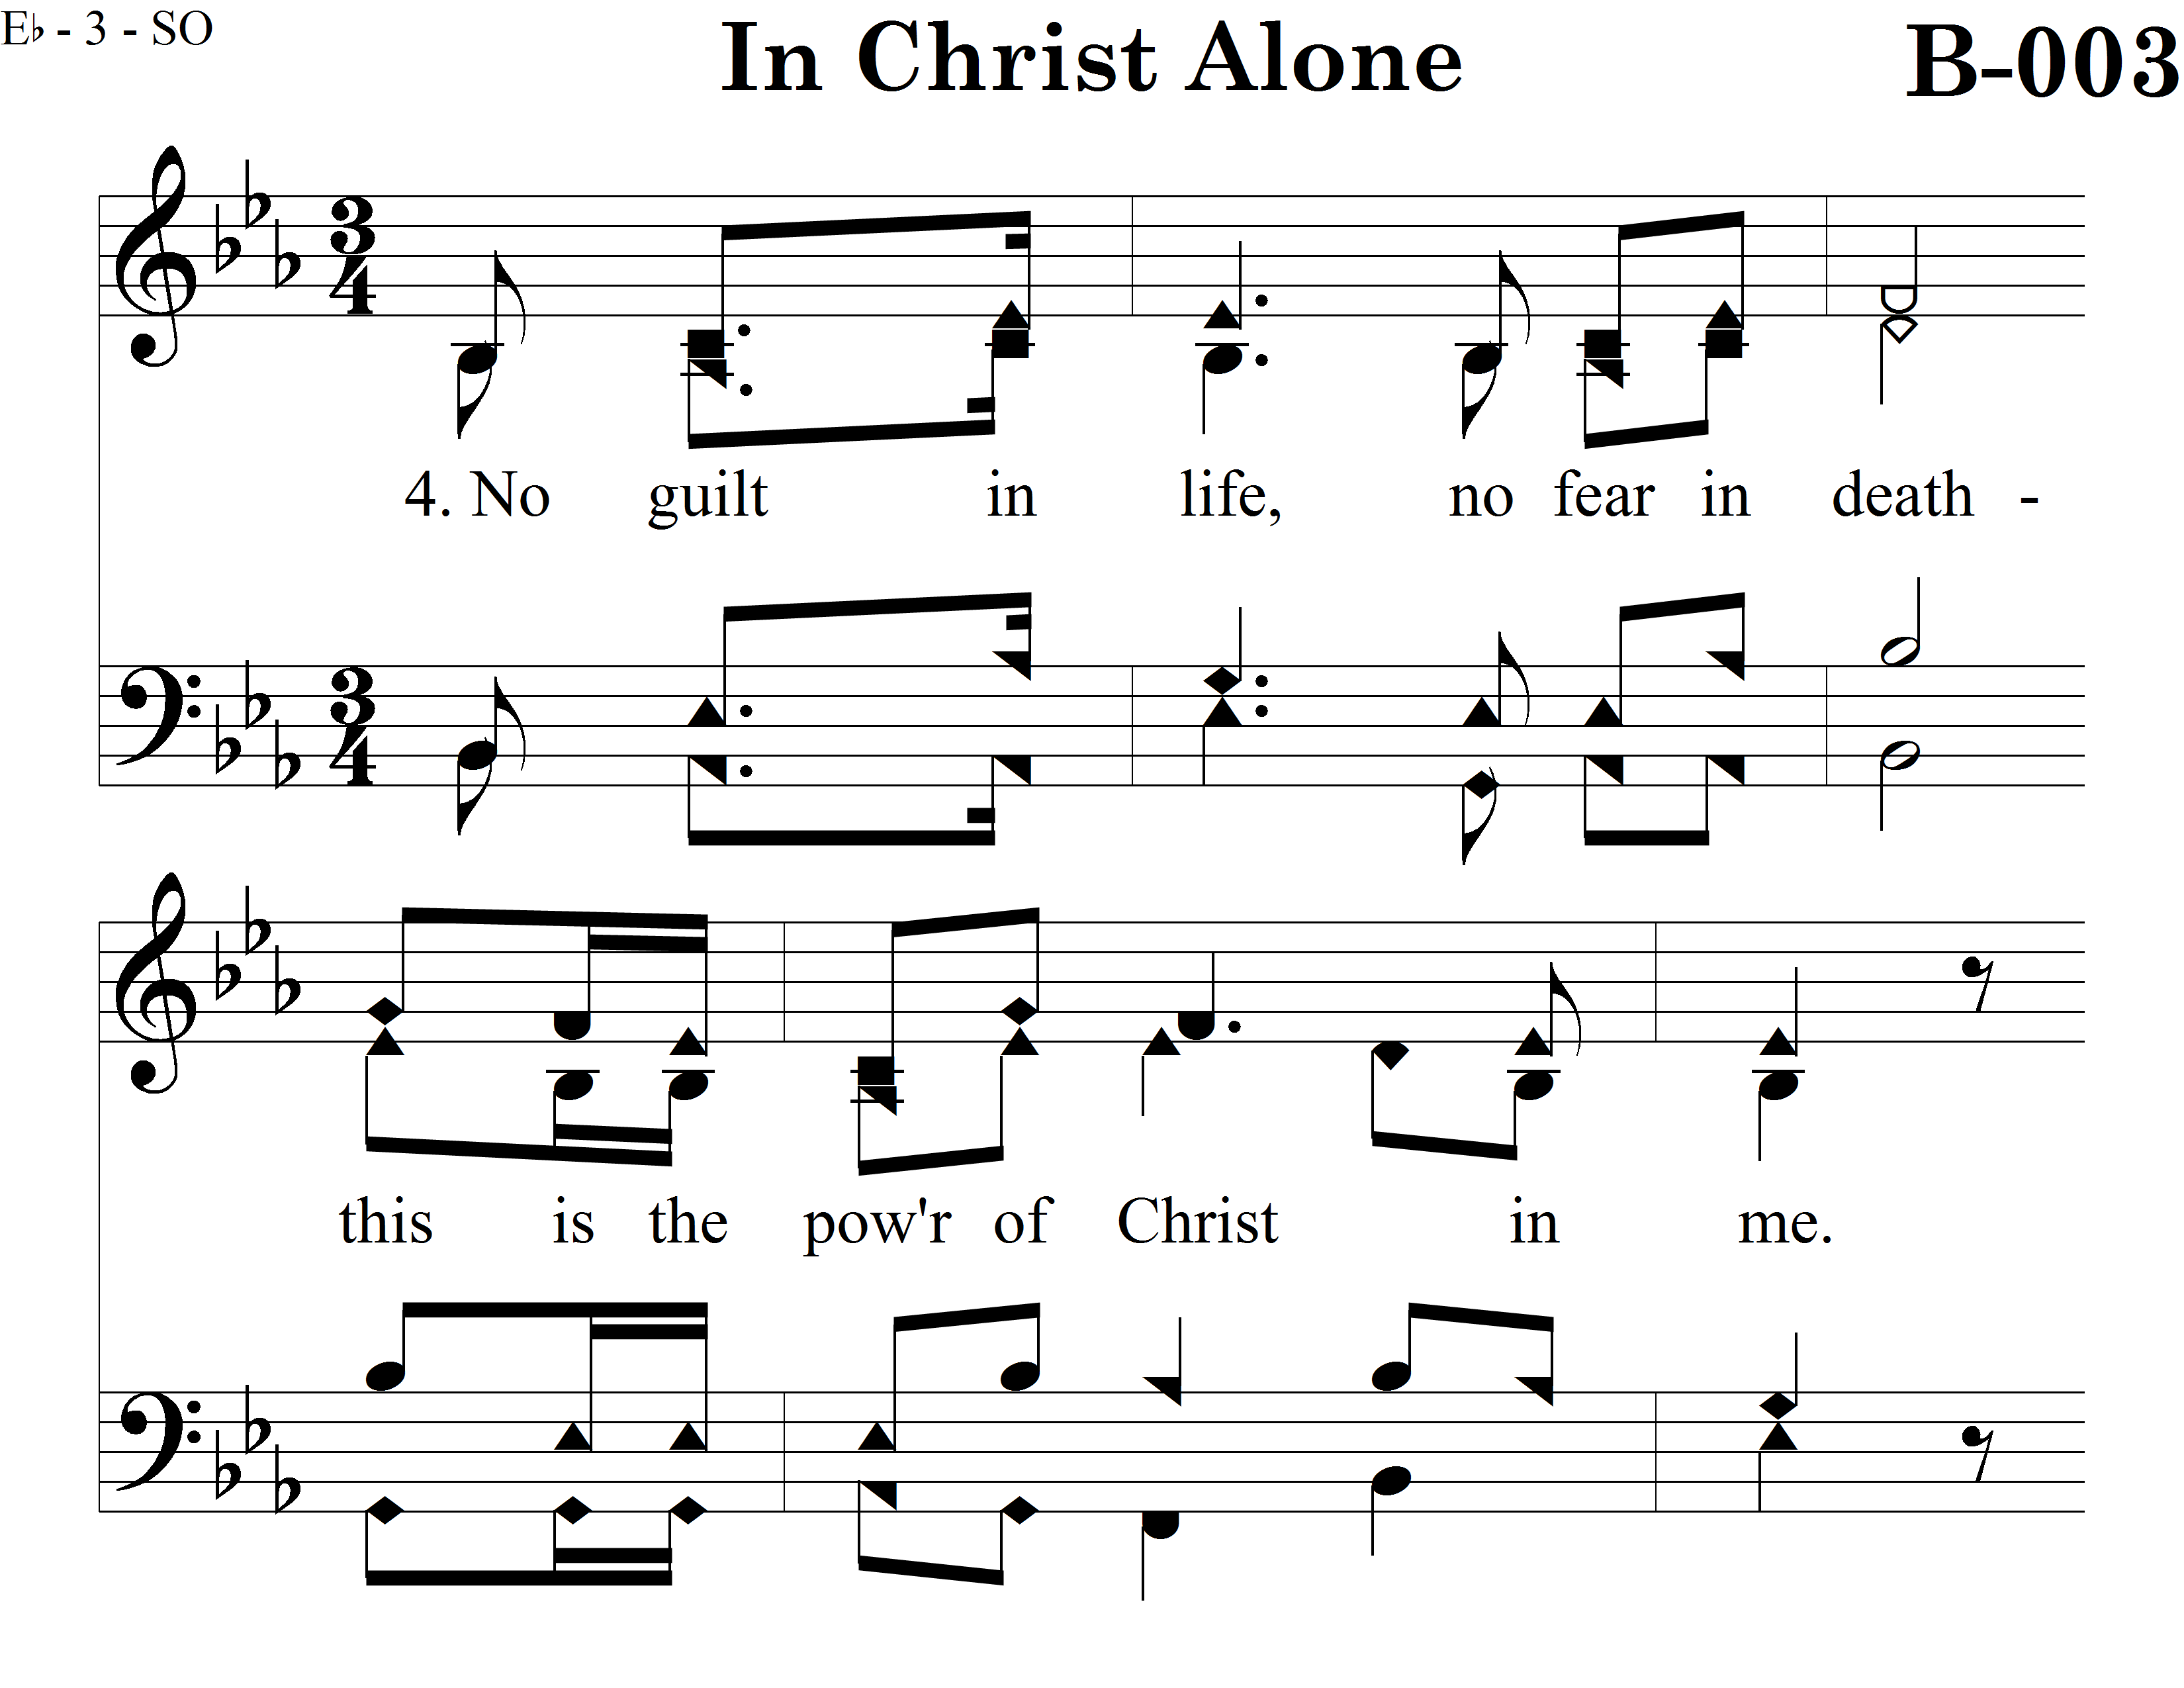 E♭ - 3 - SO
In Christ Alone
B-003
4. No guilt in life, no fear in death -
this is the pow'r of Christ in me.